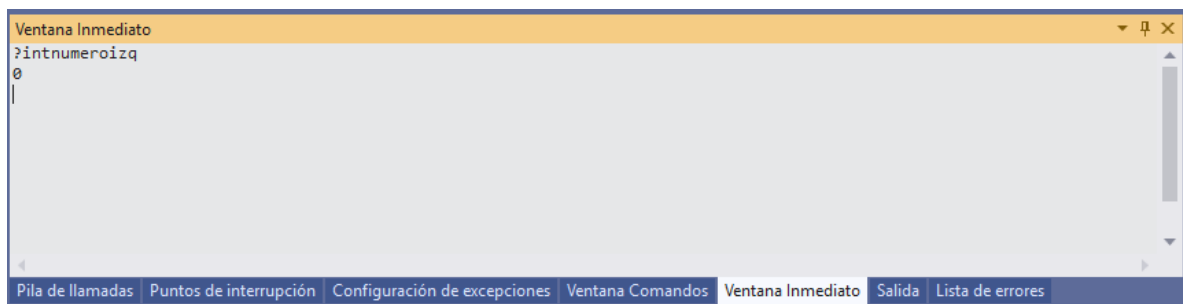 Ventana Inmediato
?intnumeroizq
0
Pila de llamadas Puntos de interrupción Configuración de excepciones Ventana Comandos Ventana Inmediato Salida Lista de errores